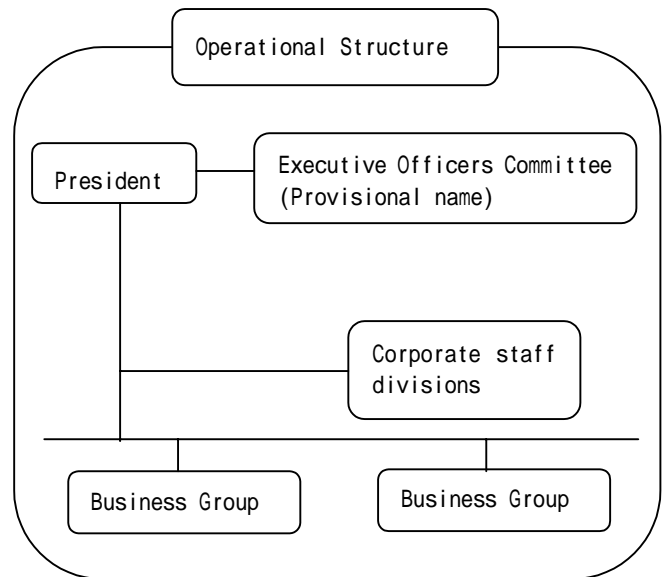 Operational Structure
President
Executive Officers Committee
(Provisional name)
Corporate staff
divisions
Business Group
Business Group